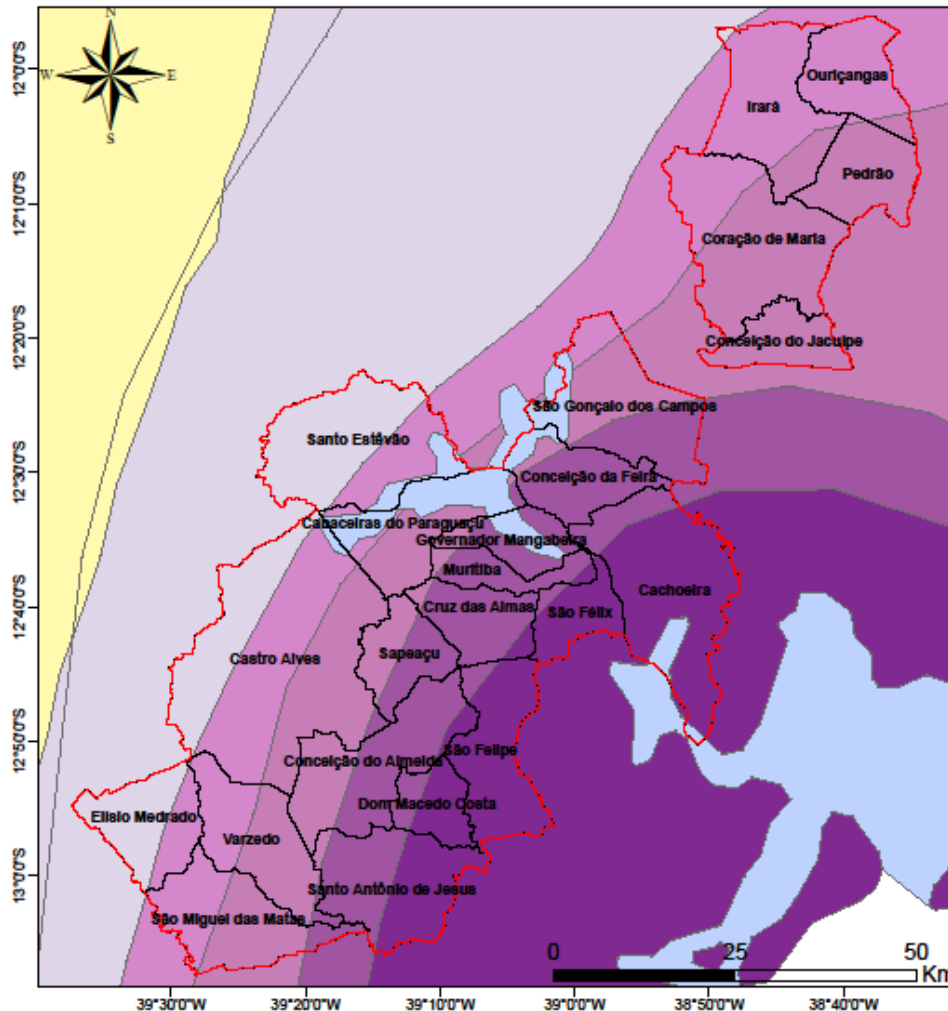 N
W E
S
Ouriçangas
Irará
Pedrão
Coração de Maria
Conceição do Jacuípe
São Gonçalo dos Campos
Santo Estêvão
Conceição da Feira
Cabaceiras do Paraguaçu
Governador Mangabeira
Muritiba
Cruz das Almas
São Félix
Cachoeira
Castro Alves
Sapeaçu
São Felipe
Conceição do Almeida
Dom Macedo Costa
Elísio Medrado
Varzedo
Santo Antônio de Jesus
São Miguel das Matas
0 25 50
Km
12°0'0"S
12°10'0"S
12°20'0"S
12°30'0"S
12°40'0"S
12°50'0"S
13°0'0"S
39°30'0"W 39°20'0"W 39°10'0"W 39°0'0"W 38°50'0"W 38°40'0"W